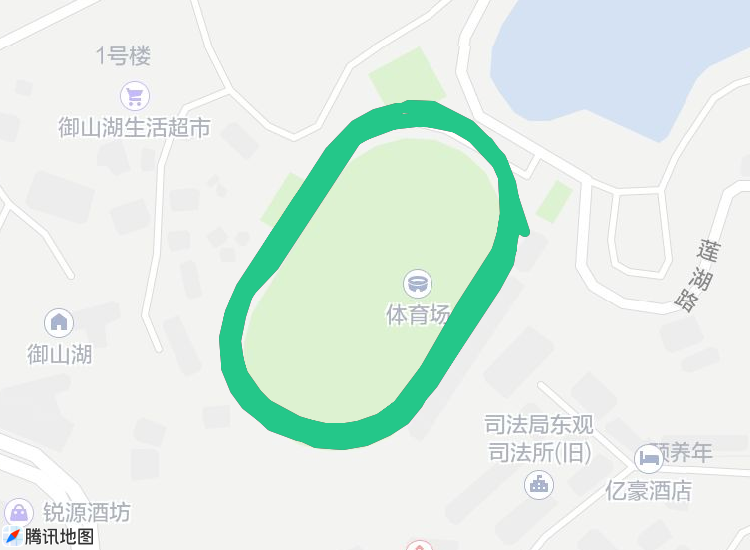 1号楼
御山湖生活超市
莲湖路
体育场
御山湖
司法局东观
司法所(旧)
颐养年
亿豪酒店
锐源酒坊
腾讯地图